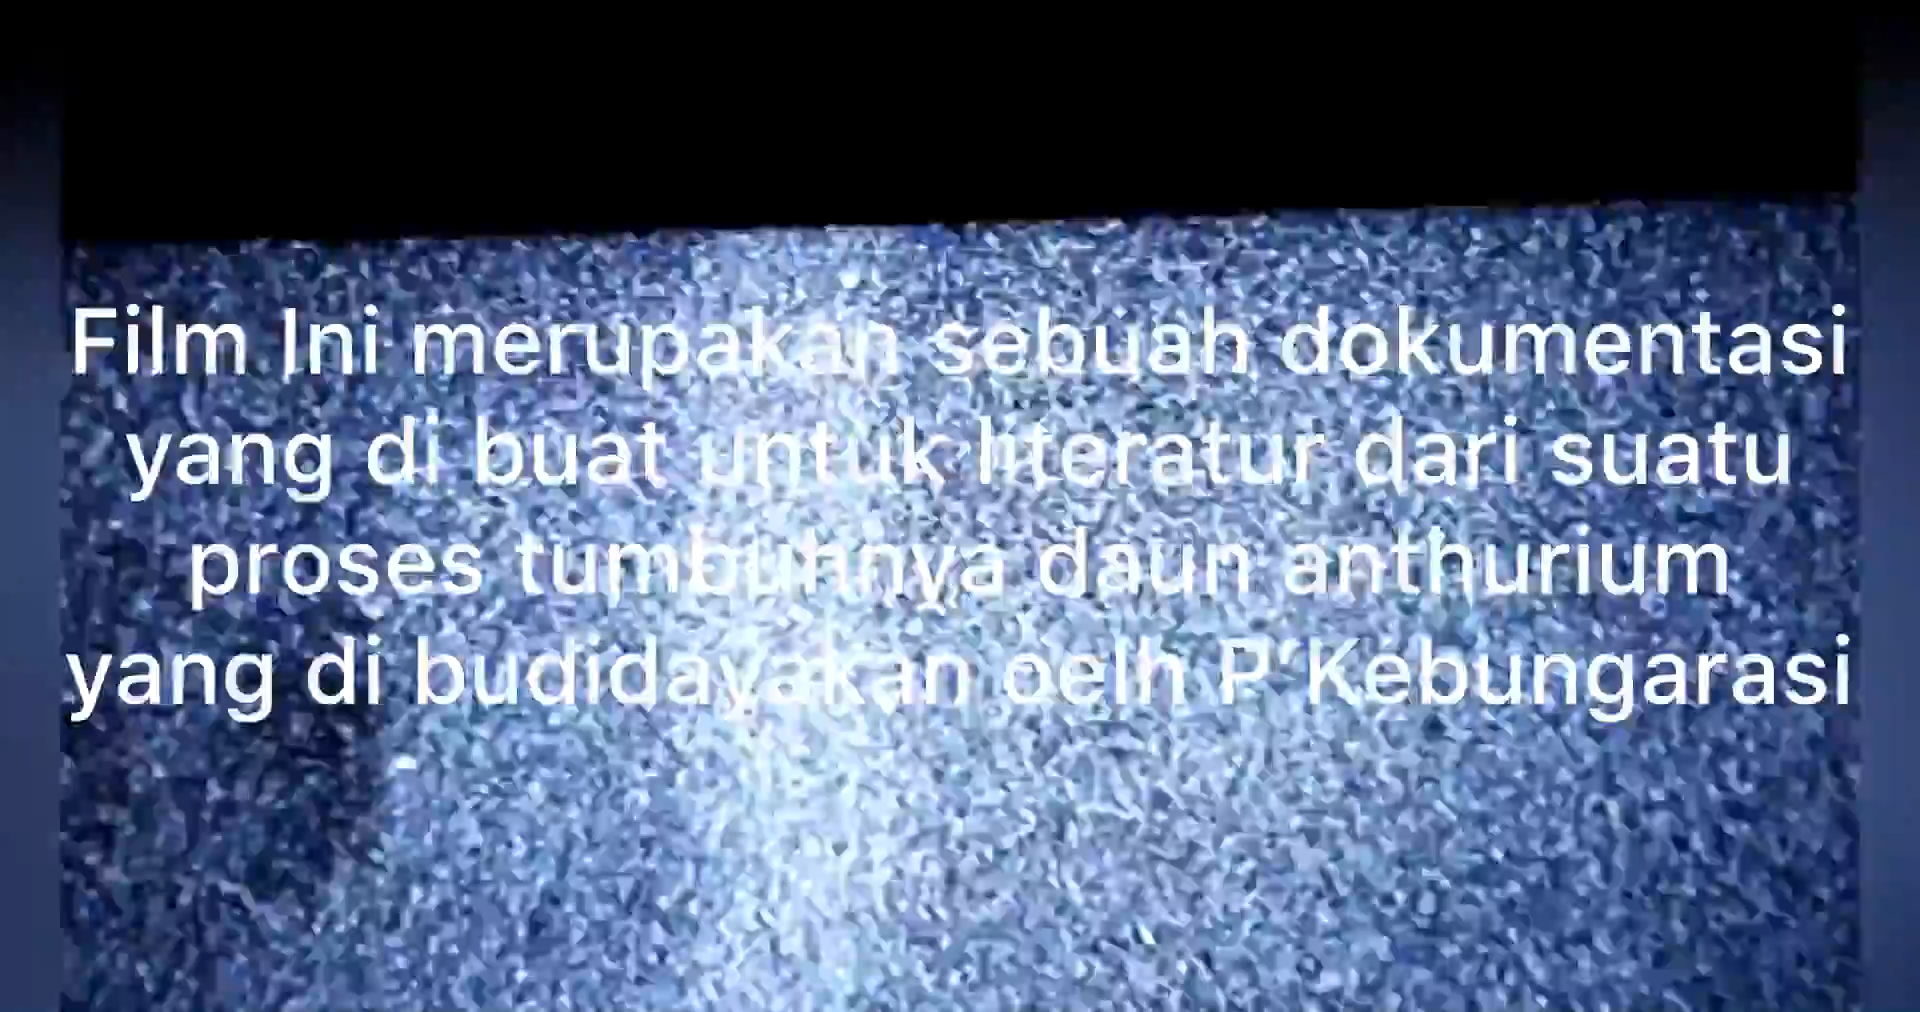 Film Ini merupakan sebuah dokumentasi
yang di buat untuk literatur dari suatu
proses tumbuhnya daun anthurium
yang di budidayakan oelh P'Kebungarasi